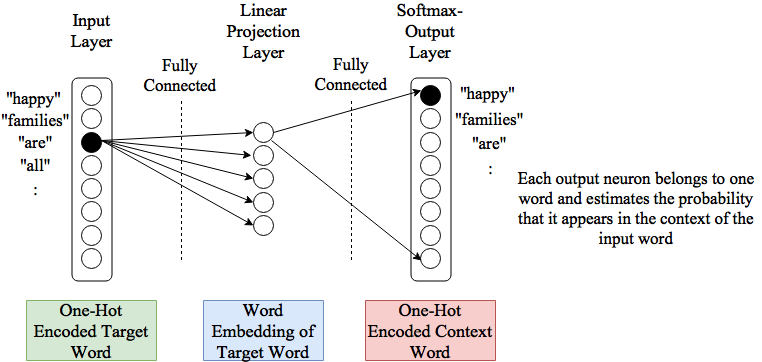 Input
Layer
Linear
Projection
Layer
Softmax-
Output
Layer
Fully
Connected
Fully
Connected
"happy"
"families"
"are"
"all"
:
"happy"
"families"
"are"
:
Each output neuron belongs to one
word and estimates the probability
that it appears in the context of the
input word
One-Hot
Encoded Target
Word
Word
Embedding of
Target Word
One-Hot
Encoded Context
Word